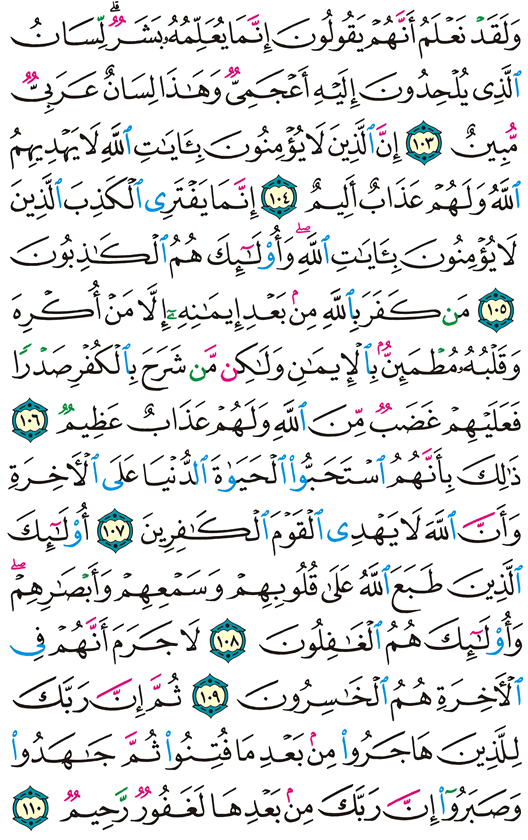 وَلَقَدۡ نَعۡلَمُ أَنَّهُمۡ يَقُولُونَ إِنَّمَا يُعَلِّمُهُۥ بَشَرٞۗ لِّسَانُ
ٱلَّذِي يُلۡحِدُونَ إِلَيۡهِ أَعۡجَمِيّٞ وَهَٰذَا لِسَانٌ عَرَبِيّٞ
مُّبِينٌ ١٠٣ إِنَّ ٱلَّذِينَ لَا يُؤۡمِنُونَ بِـَٔايَٰتِ ٱللَّهِ لَا يَهۡدِيهِمُ
ٱللَّهُ وَلَهُمۡ عَذَابٌ أَلِيمٌ ١٠٤ إِنَّمَا يَفۡتَرِي ٱلۡكَذِبَ ٱلَّذِينَ
لَا يُؤۡمِنُونَ بِـَٔايَٰتِ ٱللَّهِۖ وَأُوْلَٰٓئِكَ هُمُ ٱلۡكَٰذِبُونَ
١٠٥ مَن كَفَرَ بِٱللَّهِ مِنۢ بَعۡدِ إِيمَٰنِهِۦٓ إِلَّا مَنۡ أُكۡرِهَ
وَقَلۡبُهُۥ مُطۡمَئِنُّۢ بِٱلۡإِيمَٰنِ وَلَٰكِن مَّن شَرَحَ بِٱلۡكُفۡرِ صَدۡرٗا
فَعَلَيۡهِمۡ غَضَبٞ مِّنَ ٱللَّهِ وَلَهُمۡ عَذَابٌ عَظِيمٞ ١٠٦
ذَٰلِكَ بِأَنَّهُمُ ٱسۡتَحَبُّواْ ٱلۡحَيَوٰةَ ٱلدُّنۡيَا عَلَى ٱلۡأٓخِرَةِ
وَأَنَّ ٱللَّهَ لَا يَهۡدِي ٱلۡقَوۡمَ ٱلۡكَٰفِرِينَ ١٠٧ أُوْلَٰٓئِكَ
ٱلَّذِينَ طَبَعَ ٱللَّهُ عَلَىٰ قُلُوبِهِمۡ وَسَمۡعِهِمۡ وَأَبۡصَٰرِهِمۡۖ
وَأُوْلَٰٓئِكَ هُمُ ٱلۡغَٰفِلُونَ ١٠٨ لَا جَرَمَ أَنَّهُمۡ فِي
ٱلۡأٓخِرَةِ هُمُ ٱلۡخَٰسِرُونَ ١٠٩ ثُمَّ إِنَّ رَبَّكَ
لِلَّذِينَ هَاجَرُواْ مِنۢ بَعۡدِ مَا فُتِنُواْ ثُمَّ جَٰهَدُواْ
وَصَبَرُوٓاْ إِنَّ رَبَّكَ مِنۢ بَعۡدِهَا لَغَفُورٞ رَّحِيمٞ ١١٠